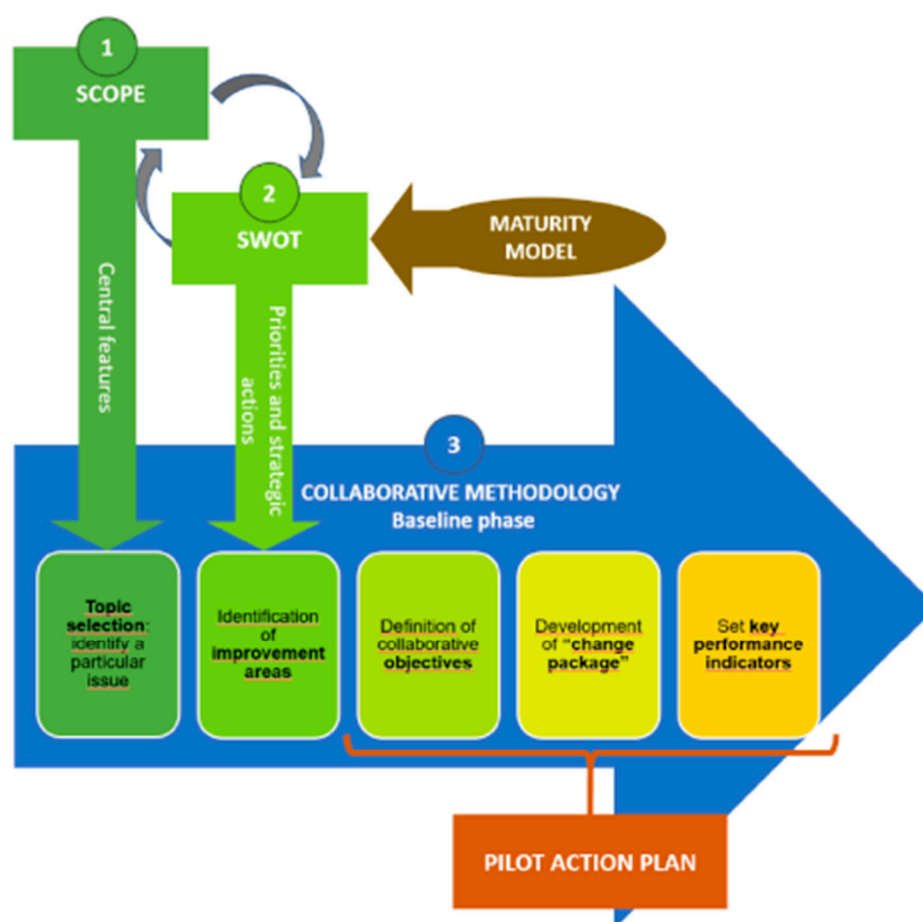 1
SCOPE
2
SWOT
MATURITY
MODEL
Central features
Priorities and strategic
actions
3
COLLABORATIVE METHODOLOGY
Baseline phase
Topic
selection:
identify a
particular
issue
Identification
of
improvement
areas
Definition of
collaborative
objectives
Development
of “change
package”
Set key
performance
indicators
PILOT ACTION PLAN